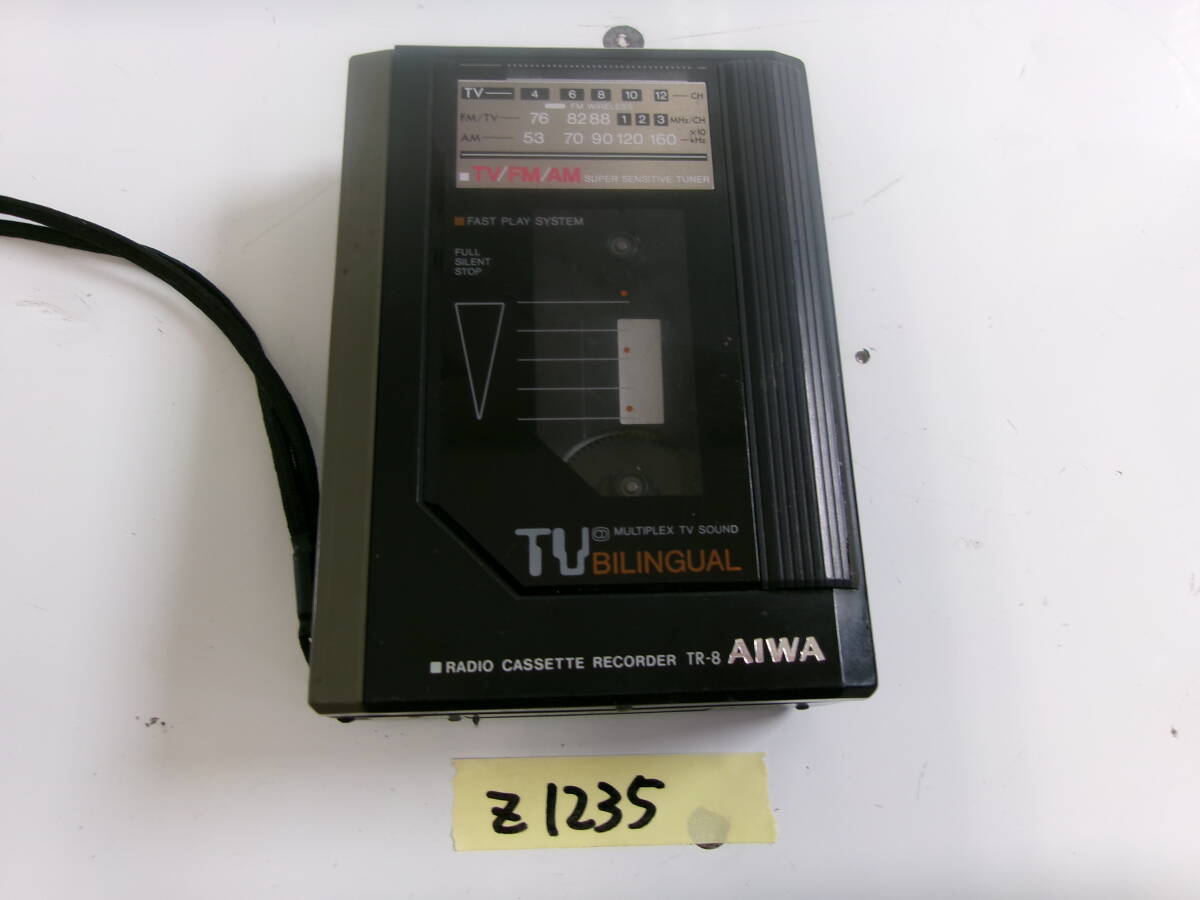 TV 4 6 8 10 12 CH
FM WIRELESS
FM/TV 76 82 88 1 2 3 MHz/CH
AM 53 70 90 120 160 ×10 kHz
TV/FM/AM SUPER SENSITIVE TUNER
FAST PLAY SYSTEM
FULL
SILENT
STOP
TV MULTIPLEX TV SOUND
BILINGUAL
RADIO CASSETTE RECORDER TR-8 AIWA
z1235